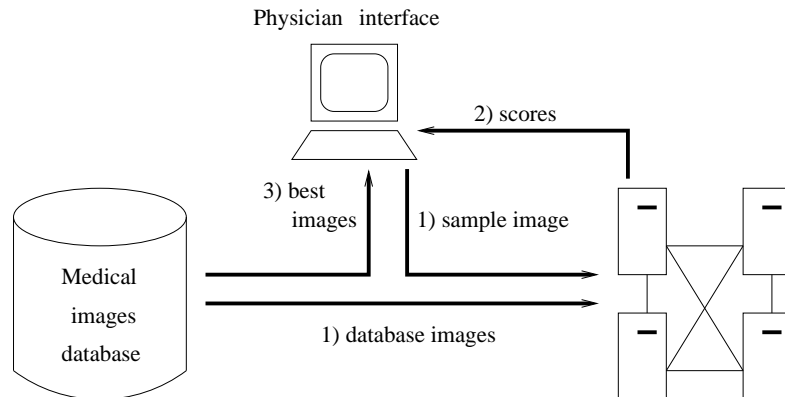 Physician interface
2) scores
3) best
images
1) sample image
Medical
images
database
1) database images